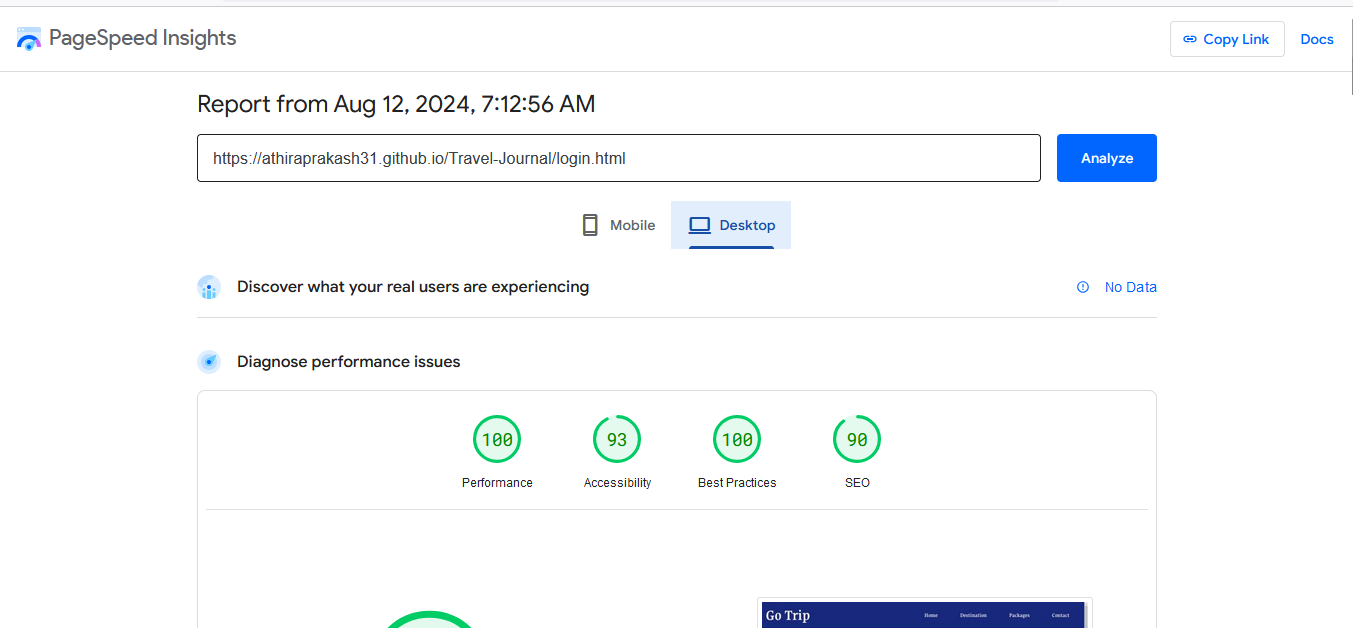 PageSpeed Insights
Copy Link
Docs
Report from Aug 12, 2024, 7:12:56 AM
https://athiraprakash31.github.io/Travel-Journal/login.html
Analyze
Mobile
Desktop
Discover what your real users are experiencing
No Data
Diagnose performance issues
100
93
100
90
Performance
Accessibility
Best Practices
SEO
Go Trip
Home
Destination
Packages
Contact